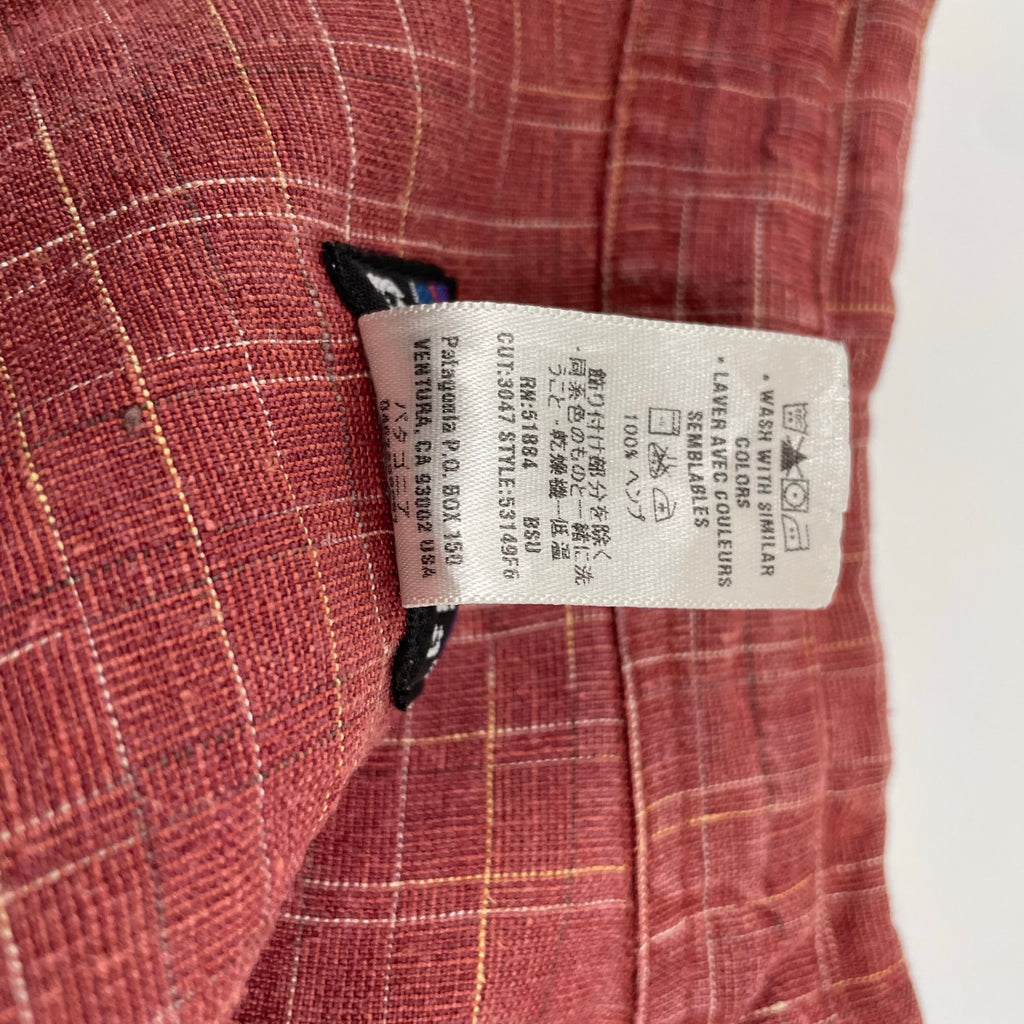 • WASH WITH SIMILAR
COLORS
• LAVER AVEC COULEURS
SEMBLABLES
100% ヘンプ
飾り付け部分を除く
・同系色のものと一緒に洗
うこと・乾燥機一低温
RN:51884 BSU
CUT:3047 STYLE:53149F6
Patagonia P.O. BOX 150
VENTURA, CA 93002 USA
パタゴニア